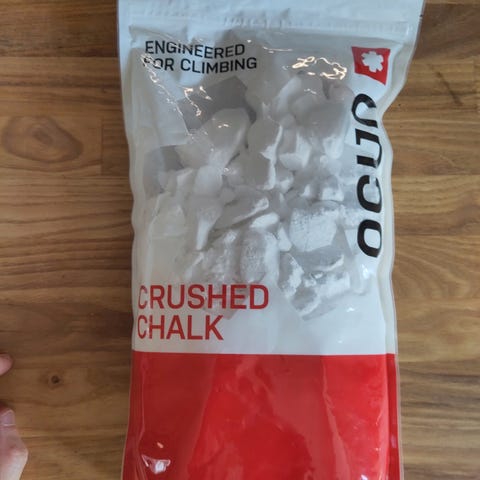 ENGINEERED
FOR CLIMBING
OCUN
CRUSHED
CHALK